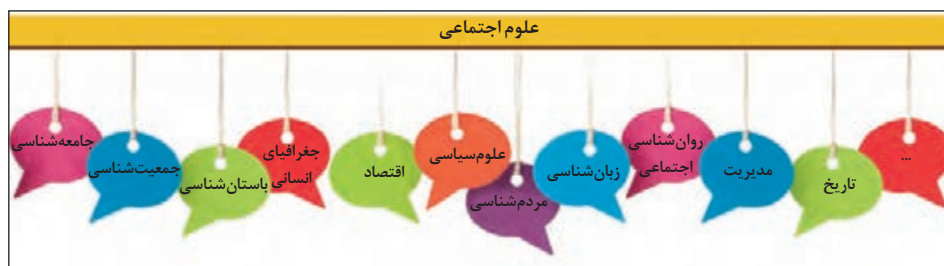 علوم اجتماعی
...
تاریخ
مدیریت
روان‌شناسی
اجتماعی
زبان‌شناسی
مردم‌شناسی
علوم‌سیاسی
اقتصاد
جغرافیای
انسانی
باستان‌شناسی
جمعیت‌شناسی
جامعه‌شناسی